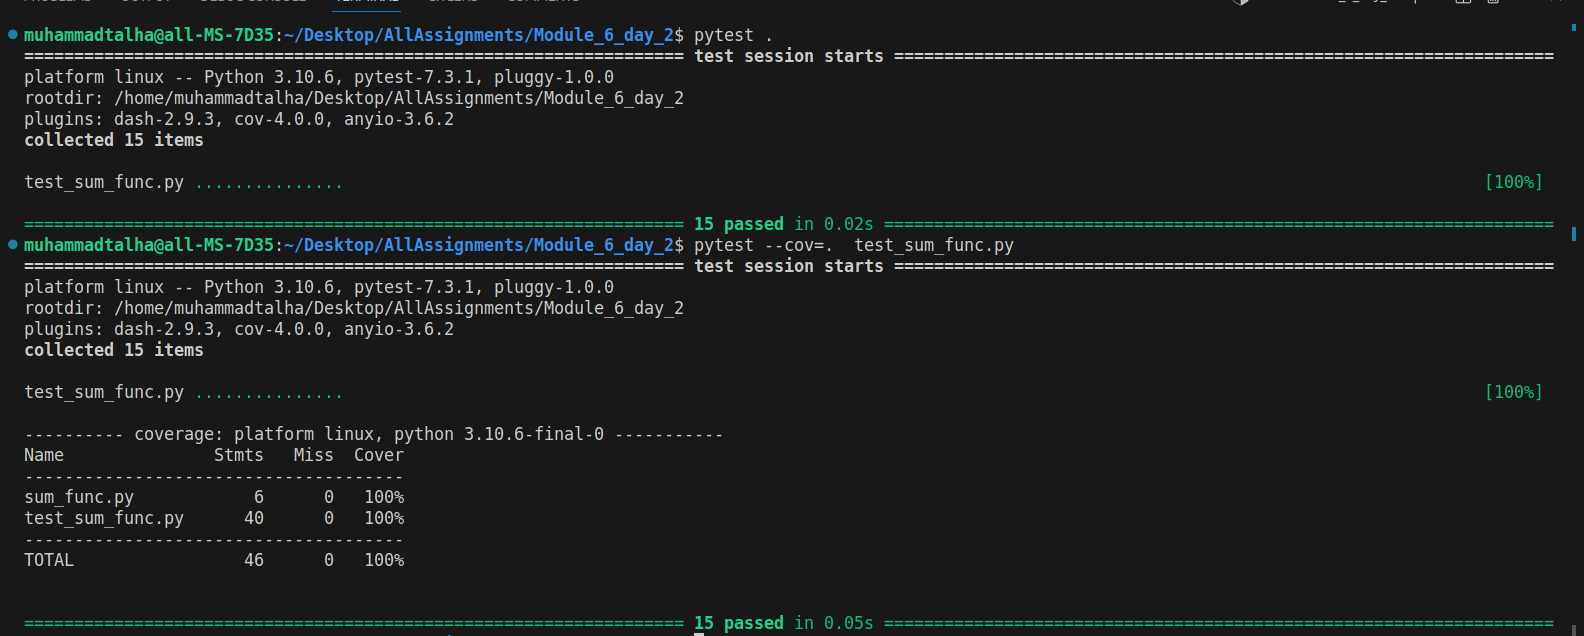 muhammadtalha@all-MS-7D35:~/Desktop/AllAssignments/Module_6_day_2$ pytest .
================================================================== test session starts ==================================================================
platform linux -- Python 3.10.6, pytest-7.3.1, pluggy-1.0.0
rootdir: /home/muhammadtalha/Desktop/AllAssignments/Module_6_day_2
plugins: dash-2.9.3, cov-4.0.0, anyio-3.6.2
collected 15 items
test_sum_func.py ............... [100%]
================================================================== 15 passed in 0.02s ===================================================================
muhammadtalha@all-MS-7D35:~/Desktop/AllAssignments/Module_6_day_2$ pytest --cov=.  test_sum_func.py
================================================================== test session starts ==================================================================
platform linux -- Python 3.10.6, pytest-7.3.1, pluggy-1.0.0
rootdir: /home/muhammadtalha/Desktop/AllAssignments/Module_6_day_2
plugins: dash-2.9.3, cov-4.0.0, anyio-3.6.2
collected 15 items
test_sum_func.py ............... [100%]
---------- coverage: platform linux, python 3.10.6-final-0 -----------
Name               Stmts   Miss  Cover
--------------------------------------
sum_func.py            6      0   100%
test_sum_func.py      40      0   100%
--------------------------------------
TOTAL                 46      0   100%
================================================================== 15 passed in 0.05s ===================================================================